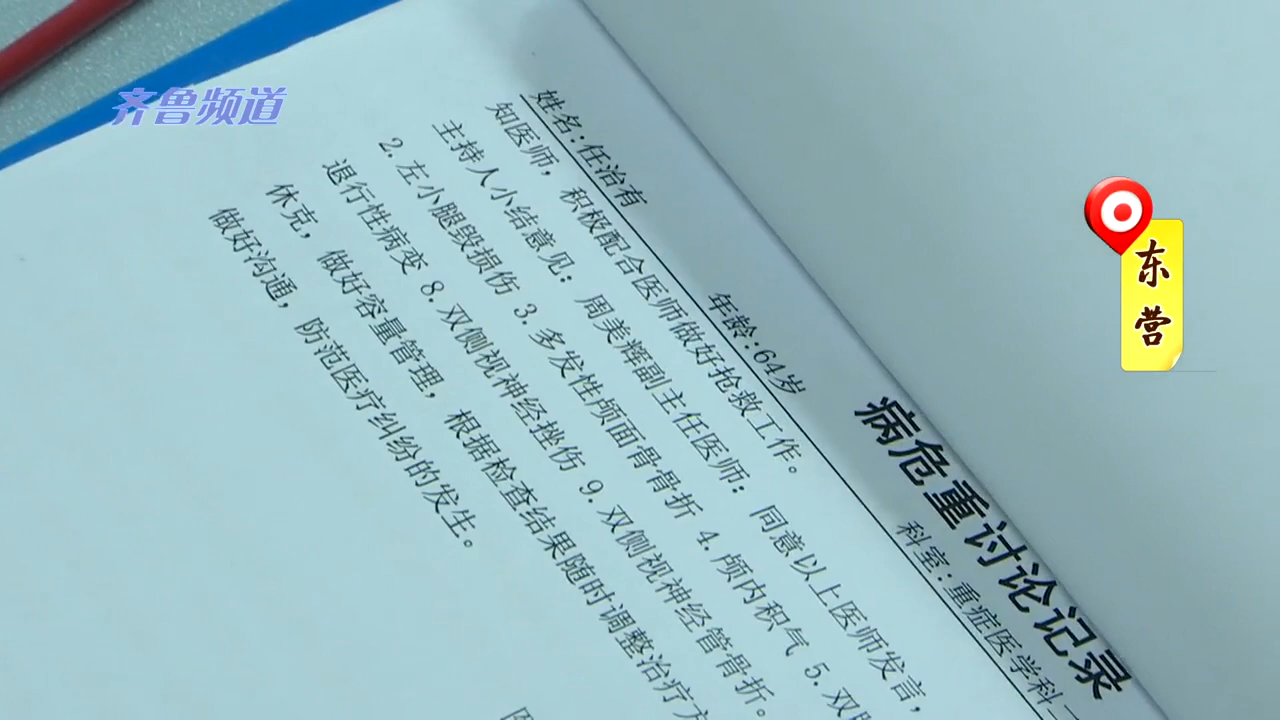 齐鲁频道
东营
病危重讨论记录
姓名:任治有 年龄:64岁 科室:重症医学科二
知医师，积极配合医师做好抢救工作。
主持人小结意见：周美辉副主任医师：同意以上医师发言，
2.左小腿毁损伤 3.多发性颅面骨骨折 4.颅内积气 5.双
退行性病变 8.双侧视神经挫伤 9.双侧视神经管骨折。
休克，做好容量管理，根据检查结果随时调整治疗方
做好沟通，防范医疗纠纷的发生。